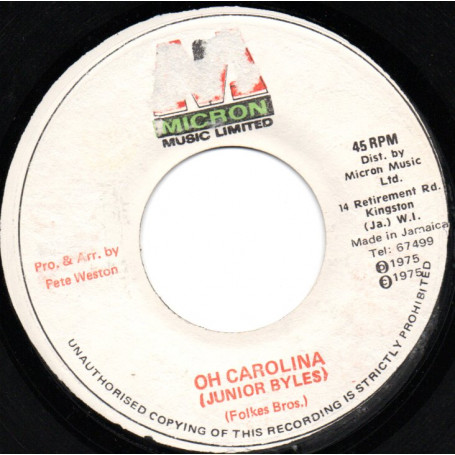 M
MICRON
MUSIC LIMITED
45 RPM
Dist. by
Micron Music
Ltd.
14 Retirement Rd.
Kingston
(Ja.) W.I.
Made in Jamaica
Tel: 67499
Ⓟ 1975
Ⓒ 1975
Pro. & Arr. by
Pete Weston
OH CAROLINA
(JUNIOR BYLES)
(Folkes Bros.)
UNAUTHORISED COPYING OF THIS RECORDING IS STRICTLY PROHIBITED